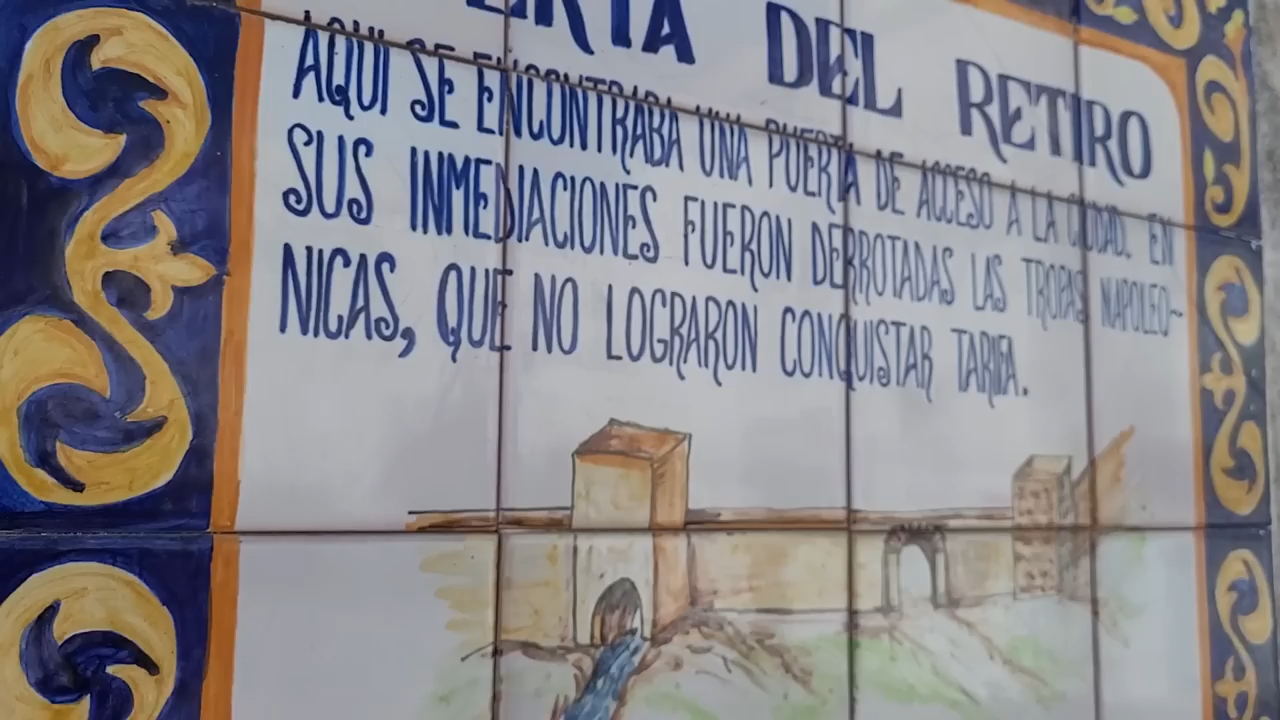 DEL RETIRO
AQUI SE ENCONTRABA UNA PUERTA DE ACCESO A LA CIUDAD. EN
SUS INMEDIACIONES FUERON DERROTADAS LAS TROPAS NAPOLEO-
NICAS, QUE NO LOGRARON CONQUISTAR TARIFA.